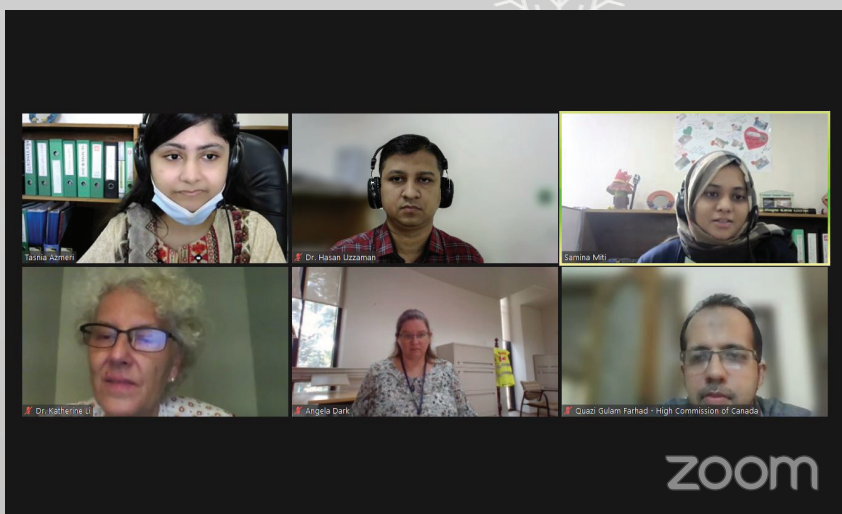 Tasnia Azmeri
Dr. Hasan Uzzaman
Samina Miti
Dr. Katherine Li
Angela Dark
Quazi Gulam Farhad - High Commission of Canada
zoom